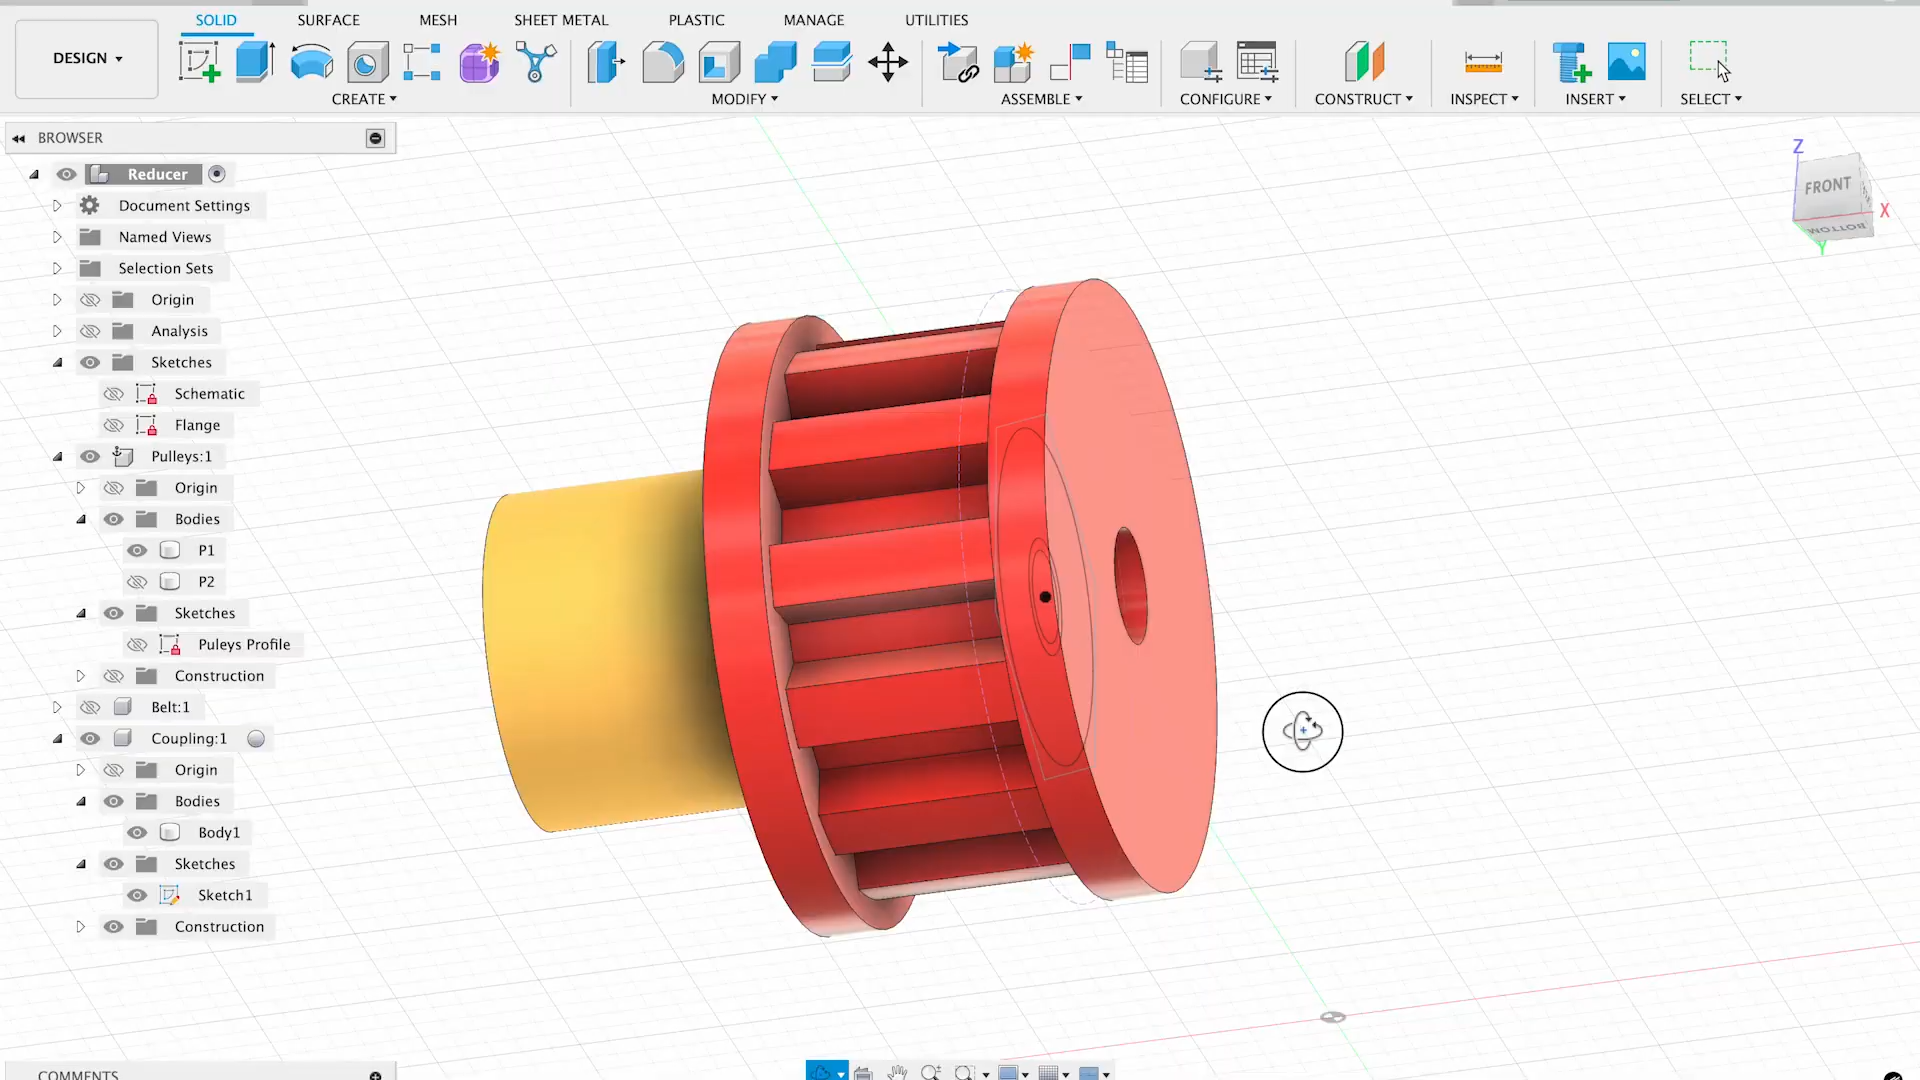 SOLID SURFACE MESH SHEET METAL PLASTIC MANAGE UTILITIES
DESIGN
CREATE MODIFY ASSEMBLE CONFIGURE CONSTRUCT INSPECT INSERT SELECT
BROWSER
Reducer
Document Settings
Named Views
Selection Sets
Origin
Analysis
Sketches
Schematic
Flange
Pulleys:1
Origin
Bodies
P1
P2
Sketches
Puleys Profile
Construction
Belt:1
Coupling:1
Origin
Bodies
Body1
Sketches
Sketch1
Construction
COMMENTS
Z
FRONT
X
BOTTOM
Y